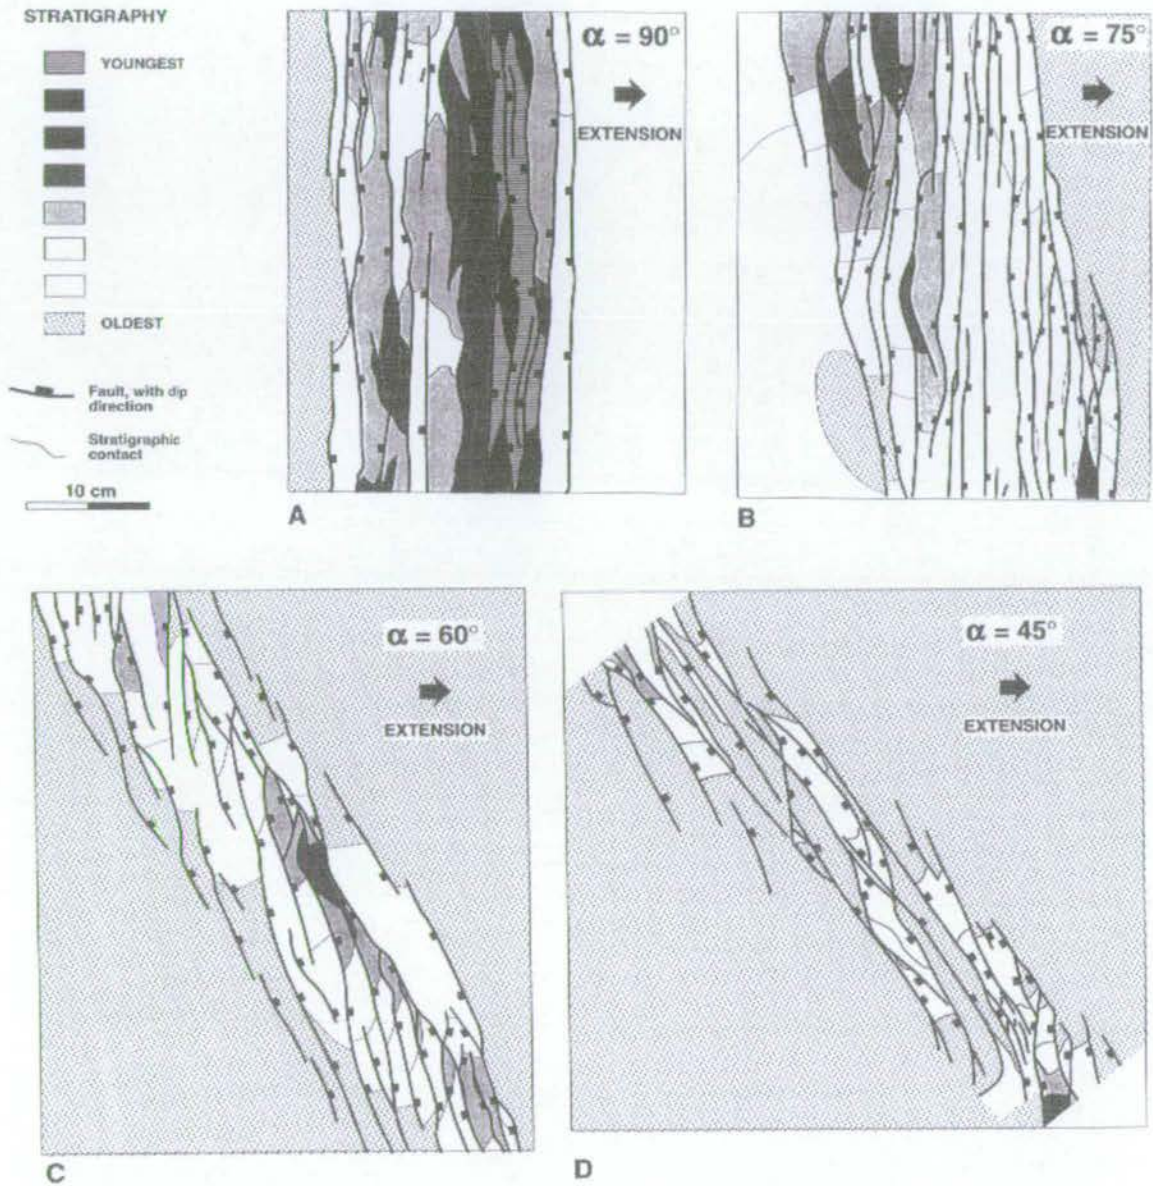 STRATIGRAPHY
YOUNGEST
OLDEST
Fault, with dip
direction
Stratigraphic
contact
10 cm
α = 90°
EXTENSION
A
α = 75°
EXTENSION
B
α = 60°
EXTENSION
C
α = 45°
EXTENSION
D